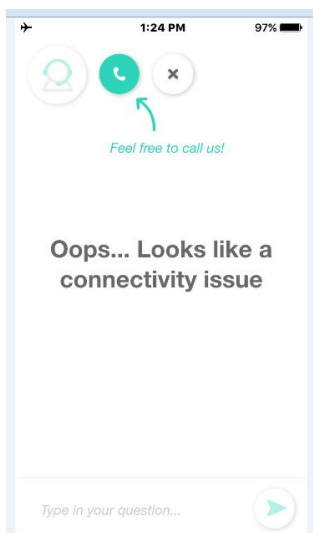 1:24 PM 97%
Feel free to call us!
Oops... Looks like a
connectivity issue
Type in your question...